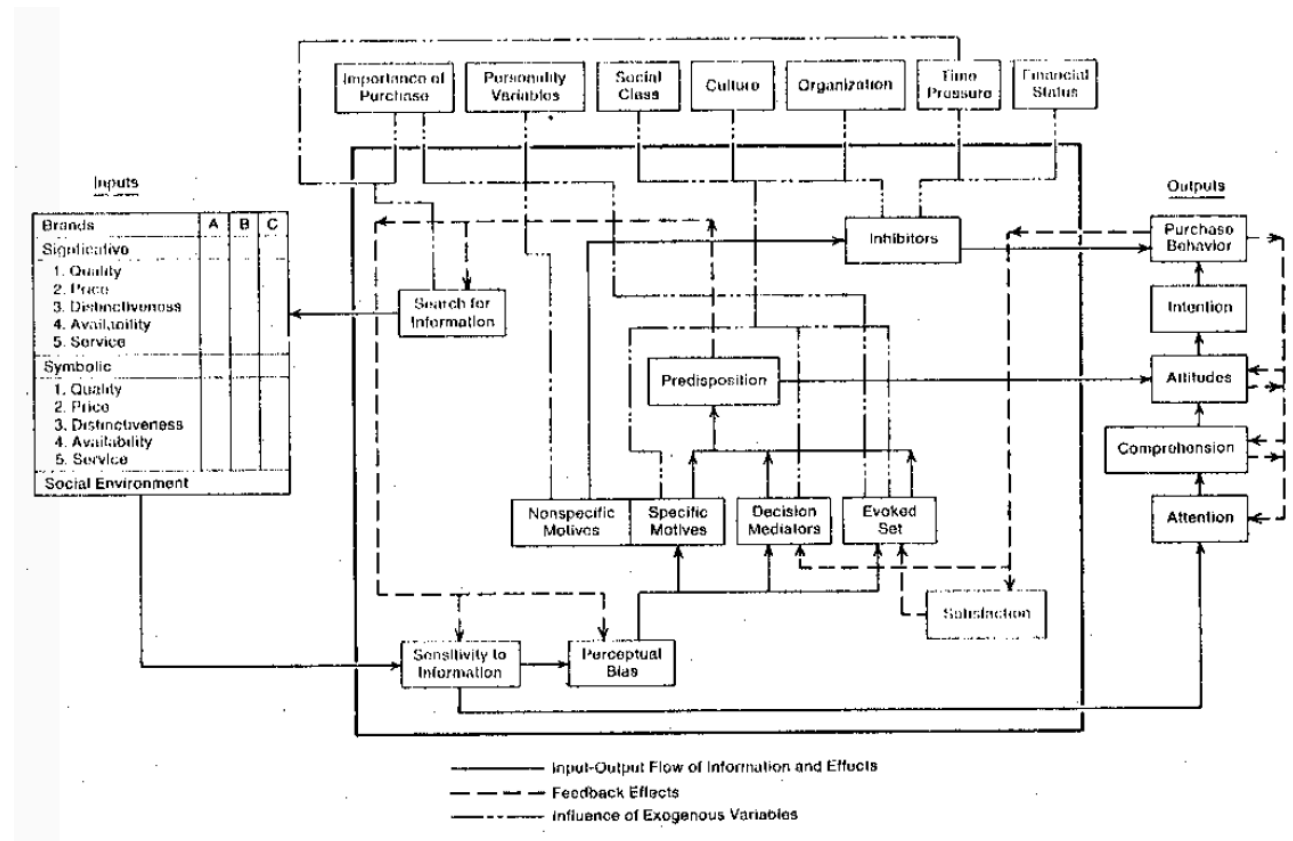 Importance of
Purchase
Personality
Variables
Social
Class
Culture
Organization
Time
Pressure
Financial
Status
Inputs
Brands A B C
Significative
1. Quality
2. Price
3. Distinctiveness
4. Availability
5. Service
Symbolic
1. Quality
2. Price
3. Distinctiveness
4. Availability
5. Service
Social Environment
Search for
Information
Inhibitors
Predisposition
Nonspecific
Motives
Specific
Motives
Decision
Mediators
Evoked
Set
Satisfaction
Sensitivity to
Information
Perceptual
Bias
Outputs
Purchase
Behavior
Intention
Attitudes
Comprehension
Attention
Input-Output Flow of Information and Effects
Feedback Effects
Influence of Exogenous Variables